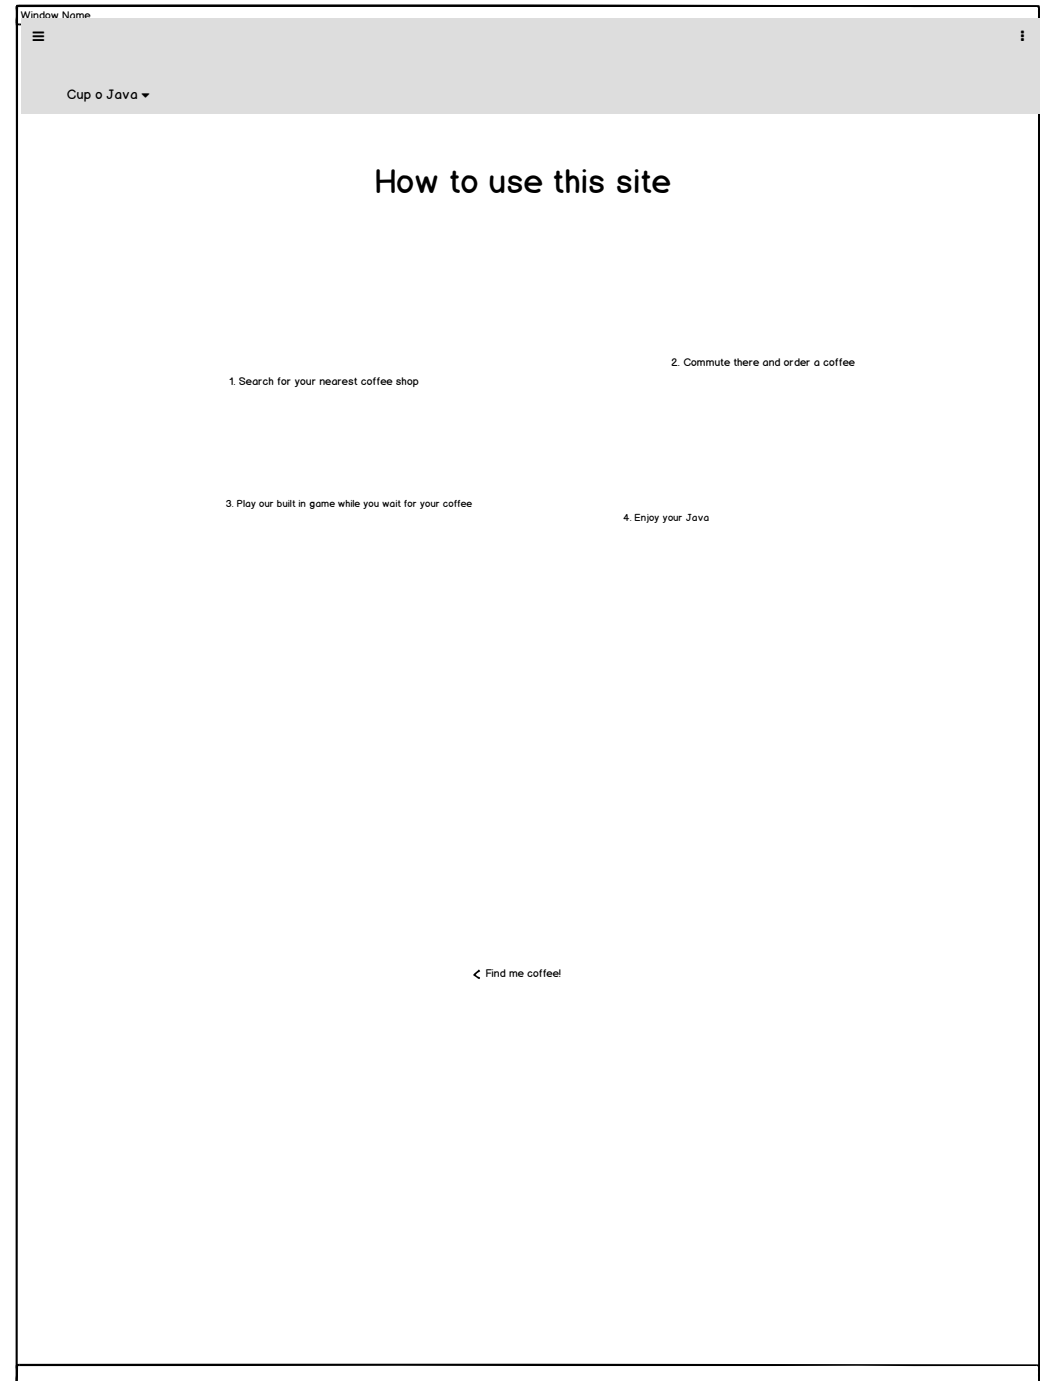 Window Name
Cup o Java
How to use this site
1. Search for your nearest coffee shop
2. Commute there and order a coffee
3. Play our built in game while you wait for your coffee
4. Enjoy your Java
Find me coffee!